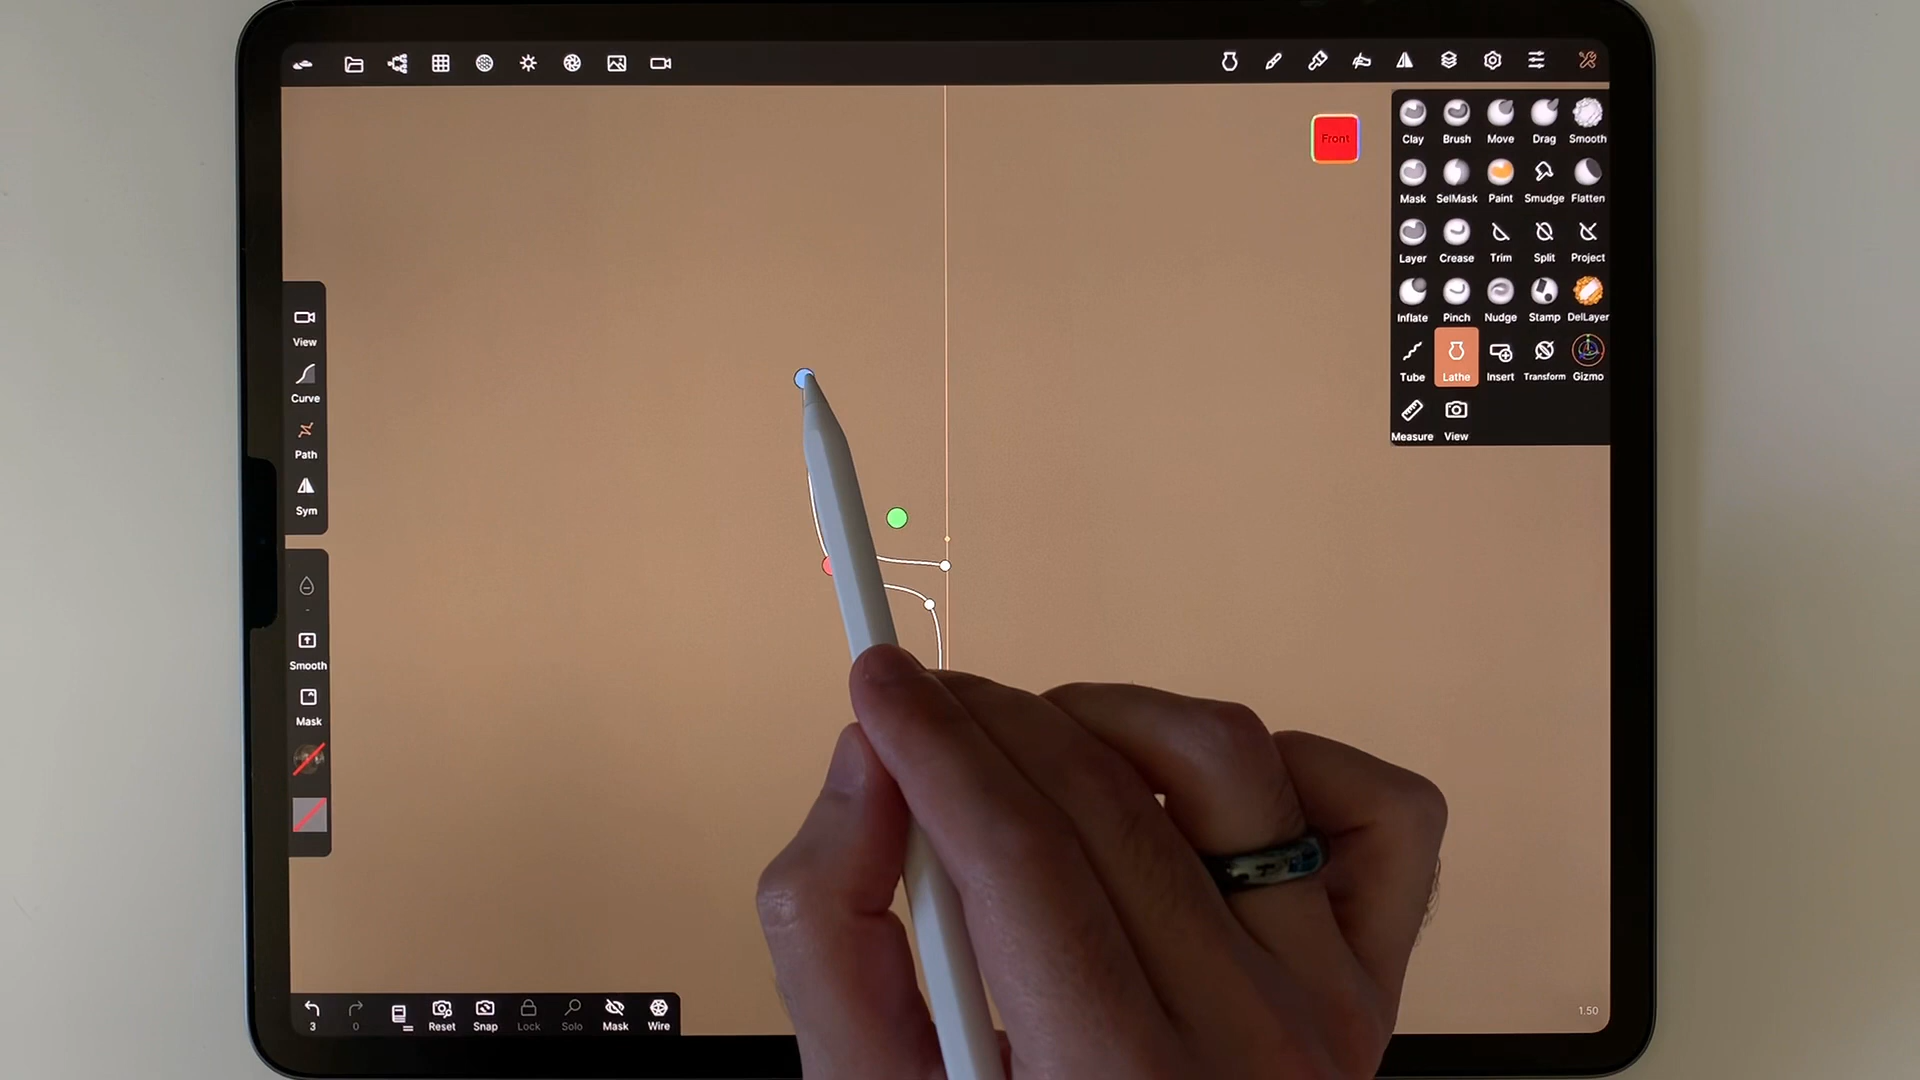 Front
Clay Brush Move Drag Smooth
Mask SelMask Paint Smudge Flatten
Layer Crease Trim Split Project
Inflate Pinch Nudge Stamp DelLayer
Tube Lathe Insert Transform Gizmo
Measure View
View
Curve
Path
Sym
-
Smooth
Mask
3 0 Reset Snap Lock Solo Mask Wire
1.50